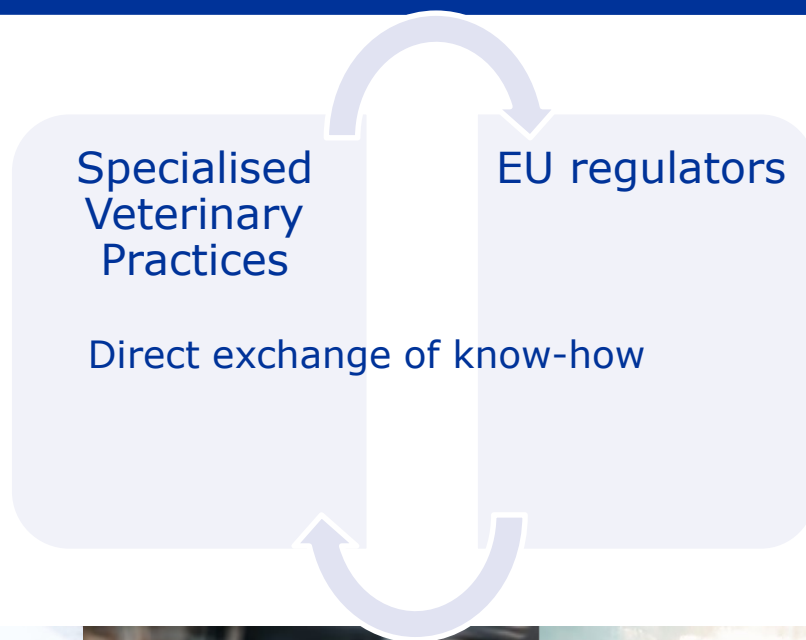 Specialised
Veterinary
Practices
EU regulators
Direct exchange of know-how